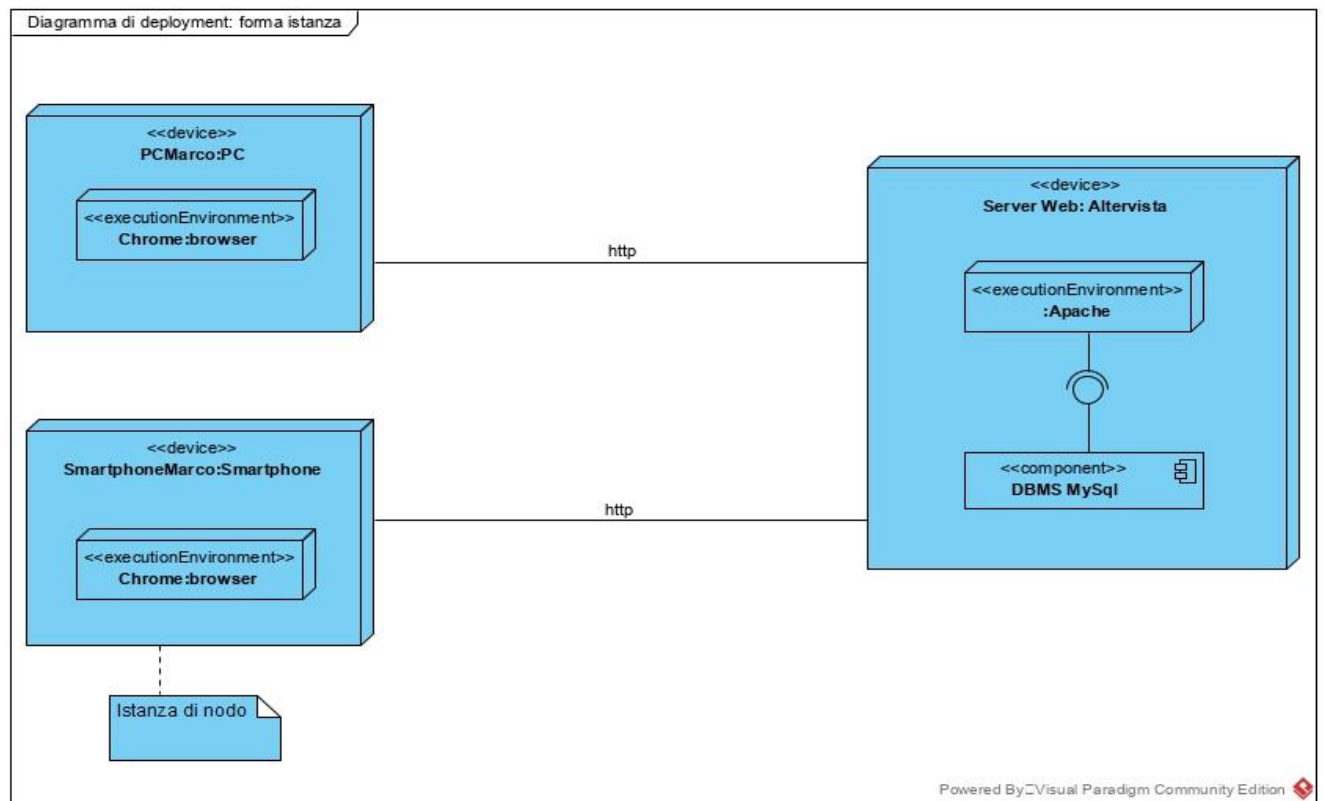 Diagramma di deployment: forma istanza
<<device>>
PCMarco:PC
<<executionEnvironment>>
Chrome:browser
http
<<device>>
Server Web: Altervista
<<executionEnvironment>>
:Apache
<<component>>
DBMS MySql
<<device>>
SmartphoneMarco:Smartphone
<<executionEnvironment>>
Chrome:browser
http
Istanza di nodo
Powered By Visual Paradigm Community Edition